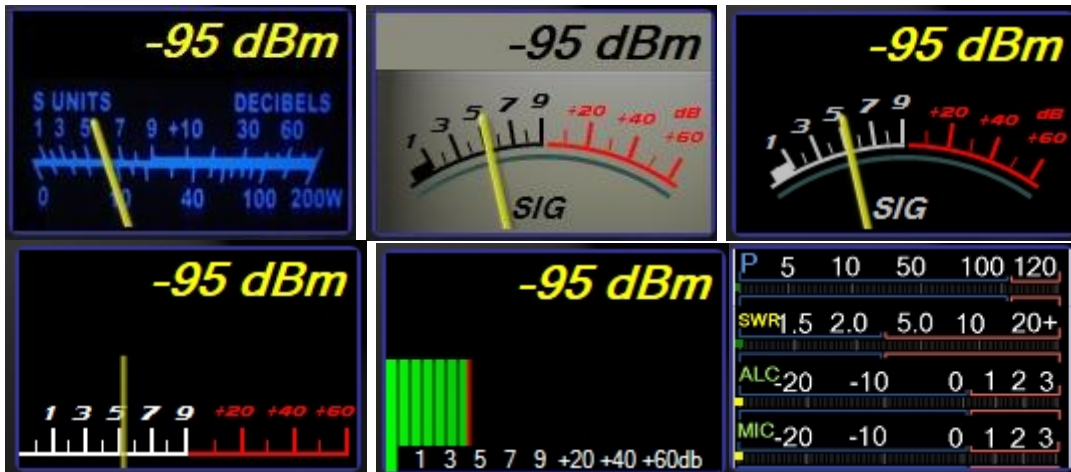 -95 dBm
S UNITS DECIBELS
1 3 5 7 9 +10 30 60
0 40 100 200W
-95 dBm
1 3 5 7 9 +20 +40 dB +60
SIG
-95 dBm
1 3 5 7 9 +20 +40 dB +60
SIG
-95 dBm
1 3 5 7 9 +20 +40 +60
-95 dBm
1 3 5 7 9 +20 +40 +60db
P 5 10 50 100 120
SWR 1.5 2.0 5.0 10 20+
ALC -20 -10 0 1 2 3
MIC -20 -10 0 1 2 3